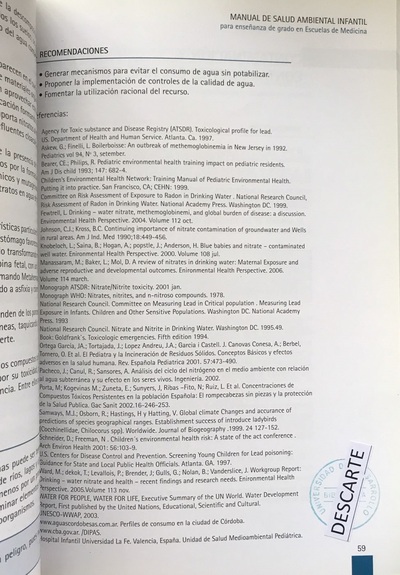 MANUAL DE SALUD AMBIENTAL INFANTIL
para enseñanza de grado en Escuelas de Medicina
RECOMENDACIONES
• Generar mecanismos para evitar el consumo de agua sin potabilizar.
• Proponer la implementación de controles de la calidad de agua.
• Fomentar la utilización racional del recurso.
ferencias:
Agency for Toxic substance and Disease Registry (ATSDR). Toxicological profile for lead.
US. Department of Health and Human Service. Atlanta. Ca. 1997.
Askew, G.; Finelli, L. Boilerboisse: An outbreak of methemoglobinemia in New Jersey in 1992.
Pediatrics vol 94, Nº 3, setember.
Bearer, CE.; Philips, R. Pediatric environmental health training impact on pediatric residents.
Am J Dis child 1993; 147: 682-4.
Children's Environmental Health Network: Training Manual of Pediatric Environmental Health.
Putting it into practice. San Francisco, CA; CEHN: 1999.
Committee on Risk Assessment of Exposure to Radon in Drinking Water. National Research Council,
Risk Assessment of Radon in Drinking Water. National Academy Press. Washington DC. 1999.
Fewtrell, L. Drinking – water nitrate, methemoglobinemi, and global burden of disease: a discussion.
Environmental Health Perspective. 2004. Volume 112 oct.
Johnson, C.J.; Kross, B.C. Continuing importance of nitrate contamination of groundwater and Wells
in rural areas. Am J Ind. Med 1990;18:449-456.
Knobeloch, L.; Saina, B.; Hogan, A.; postle, J.; Anderson, H. Blue babies and nitrate – contaminated
well water. Environmental Health Perspective. 2000. Volume 108 jul.
Manassaram, M.; Baker, L.; Mol, D. A review of nitrates in drinking water: Maternal Exposure and
adverse reproductive and developmental outcomes. Enironmental Health Perspective. 2006.
Volume 114 march.
Monograph ATSDR: Nitrate/Nitrite toxicity. 2001 jan.
Monograph WHO: Nitrates, nitrites, and n-nitroso compounds. 1978.
National Research Council. Committee on Measuring Lead in Critical population. Measuring Lead
Exposure in Infants. Children and Other Sensitive Populations. Washington DC. National Academy
Press. 1993
National Research Council. Nitrate and Nitrite in Drinking Water. Washington DC. 1995.49.
Book: Goldfrank's. Toxicologic emergencies. Fifth edition 1994.
Ortega García, JA.; Tortajada, J.; Lopez Andreu, J.A.; Garcia i Castell. J. Canovas Conesa, A.; Berbel,
Tornero, O. Et al. El Pediatra y la Incineración de Residuos Sólidos. Conceptos Básicos y efectos
adversos en la salud humana. Rev. Española Pediatrica 2001. 57:473-490.
Pacheco, J.; Canul, R.; Sansores, A. Análisis del ciclo del nitrógeno en el medio ambiente con relación
al agua subterránea y su efecto en los seres vivos. Ingeniería. 2002.
Porta, M; Kogevinas M.; Zuneta, E.; Sunyers, J, Ribas –Fito, N; Ruiz, L. Et al. Concentraciones de
Compuestos Tóxicos Persistentes en la población Española: El rompecabezas sin piezas y la protección
de la Salud Pública. Gac Sanit 2002.16-246-253.
Samways, M.J.; Osborn, R.; Hastings, H y Hatting, V. Global climate Changes and accurance of
predictions of species geographical ranges. Establishment success of introduce ladybirds
(Cocchinellidae, Chilocorus spp). Worldwide. Journal of Biogeography .1999. 24 127-152.
Schneider, D.; Freeman, N . Children´s environmental health risk: A state of the act conference .
Arch Environ Health 2001; 56:103-9.
U.S. Centers for Disease Control and Prevention. Screening Young Children for Lead poisoning:
Guidance for State and Local Public Health Officials. Atlanta. GA. 1997.
Ward, M.; drkok, T.; Levallois, P.; Brender, J.; Gulls, G.; Nolan, B.; Vanderslice, J. Workgroup Report:
Drinking – water nitrate and health – recent findings and research needs. Enironmental Health
Perspective, 2005.Volume 113 nov.
WATER FOR PEOPLE, WATER FOR LIFE, Executive Summary of the UN World. Water Development
Report, First published by the United Nations, Educational, Scientific and Cultural.
UNESCO-WWAP, 2003.
www.aguascordobesas.com.ar. Perfiles de consumo en la ciudad de Córdoba.
www.cba.gov.ar. /DIPAS.
Hospital Infantil Universitario La Fe. Valencia, España. Unidad de Salud Medioambiental Pediátrica.
DESCARTE
59